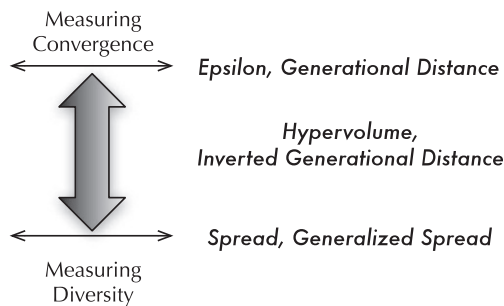 Measuring
Convergence
Epsilon, Generational Distance
Hypervolume,
Inverted Generational Distance
Spread, Generalized Spread
Measuring
Diversity